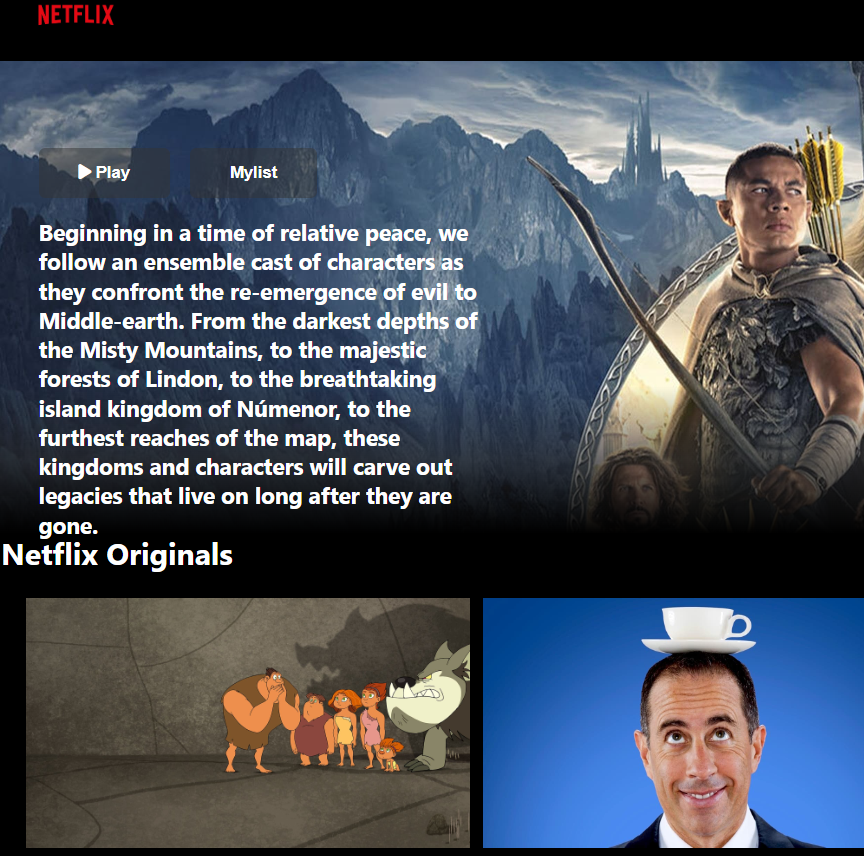 NETFLIX
Play
Mylist
Beginning in a time of relative peace, we
follow an ensemble cast of characters as
they confront the re-emergence of evil to
Middle-earth. From the darkest depths of
the Misty Mountains, to the majestic
forests of Lindon, to the breathtaking
island kingdom of Númenor, to the
furthest reaches of the map, these
kingdoms and characters will carve out
legacies that live on long after they are
gone.
Netflix Originals